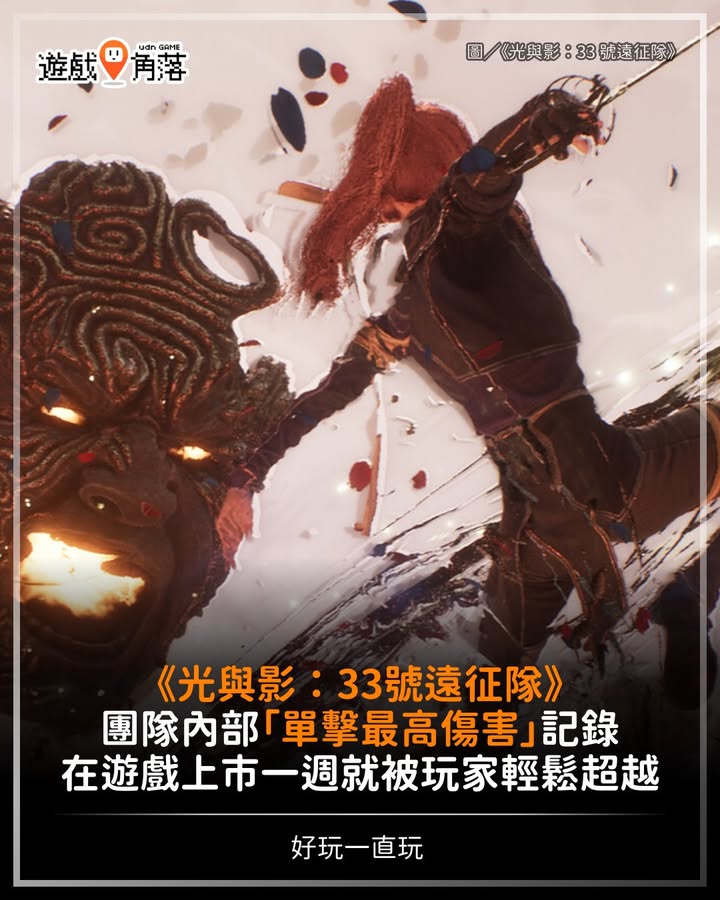 udn GAME
遊戲角落
圖／《光與影：33 號遠征隊》
《光與影：33號遠征隊》
團隊內部「單擊最高傷害」記錄
在遊戲上市一週就被玩家輕鬆超越
好玩一直玩